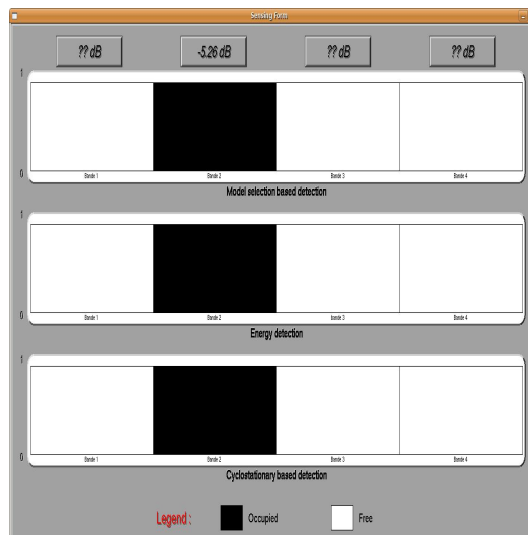 Sensing Form
?? dB -5.26 dB ?? dB ?? dB
1
0
Bande 1 Bande 2 Bande 3 Bande 4
Model selection based detection
1
0
Bande 1 Bande 2 bande 3 Bande 4
Energy detection
1
0
Bande 1 Bande 2 Bande 3 Bande 4
Cyclostationary based detection
Legend : Occupied Free